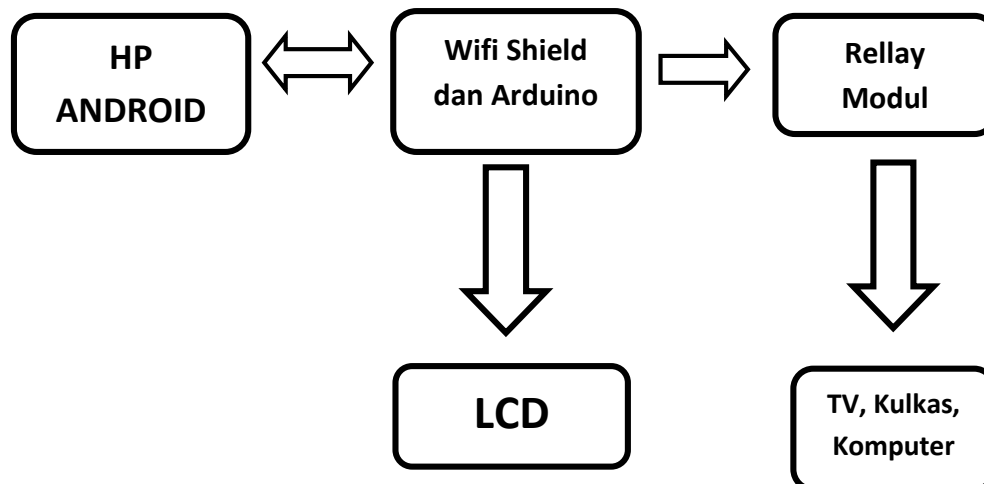 HP
ANDROID
Wifi Shield
dan Arduino
Rellay
Modul
LCD
TV, Kulkas,
Komputer